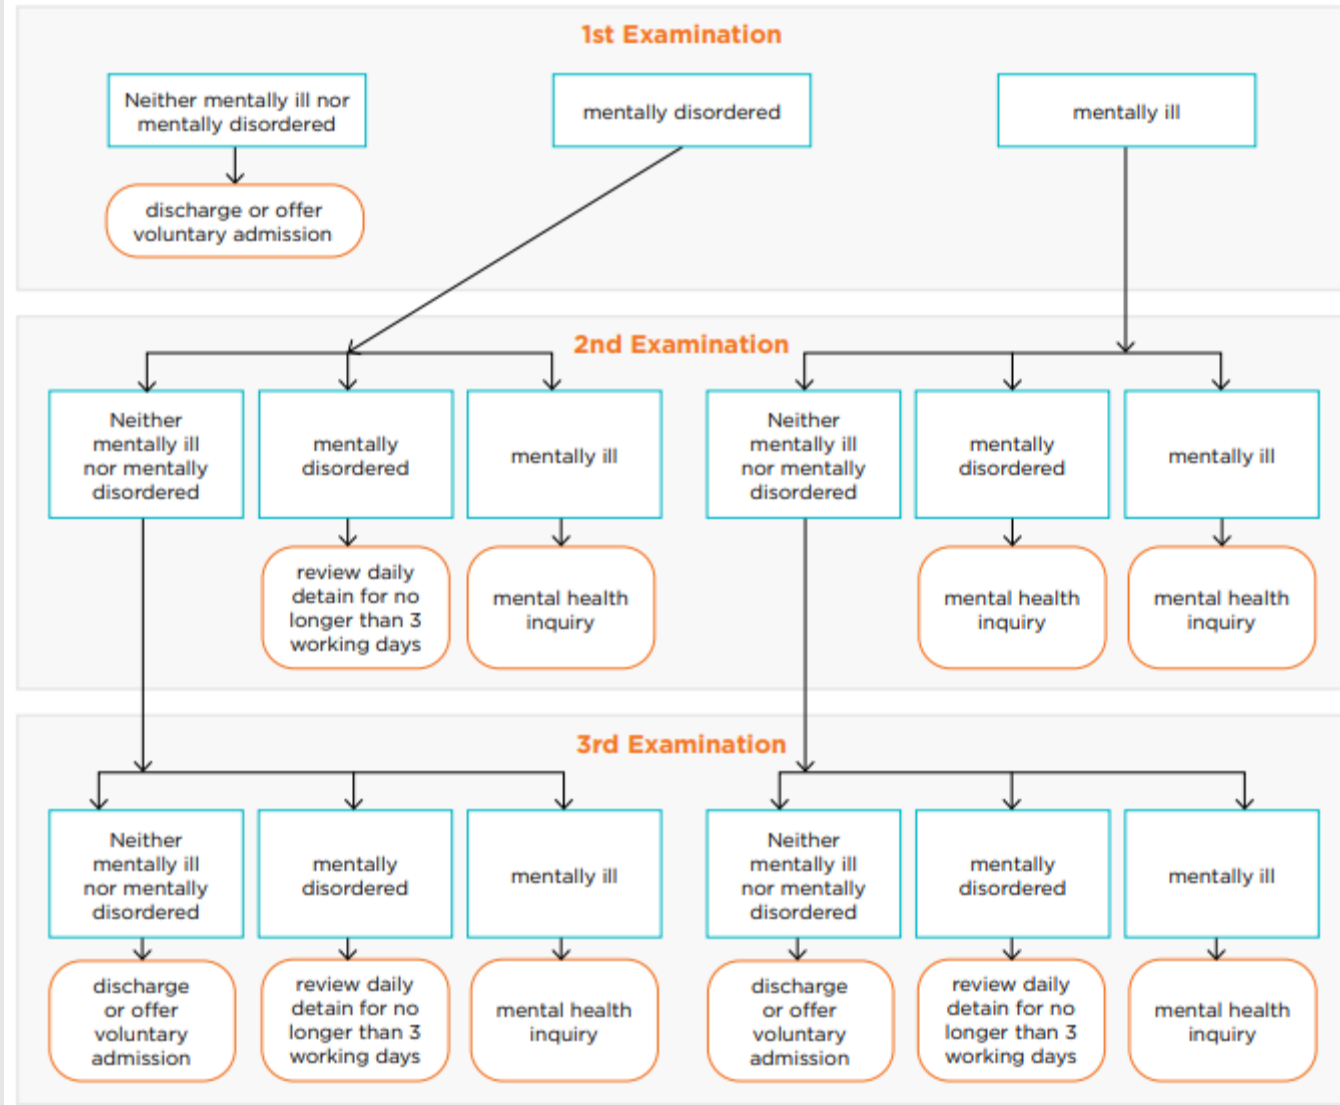 1st Examination
Neither mentally ill nor
mentally disordered
mentally disordered
mentally ill
discharge or offer
voluntary admission
2nd Examination
Neither
mentally ill
nor mentally
disordered
mentally
disordered
mentally ill
Neither
mentally ill
nor mentally
disordered
mentally
disordered
mentally ill
review daily
detain for no
longer than 3
working days
mental health
inquiry
mental health
inquiry
mental health
inquiry
3rd Examination
Neither
mentally ill
nor mentally
disordered
mentally
disordered
mentally ill
Neither
mentally ill
nor mentally
disordered
mentally
disordered
mentally ill
discharge
or offer
voluntary
admission
review daily
detain for no
longer than 3
working days
mental health
inquiry
discharge
or offer
voluntary
admission
review daily
detain for no
longer than 3
working days
mental health
inquiry